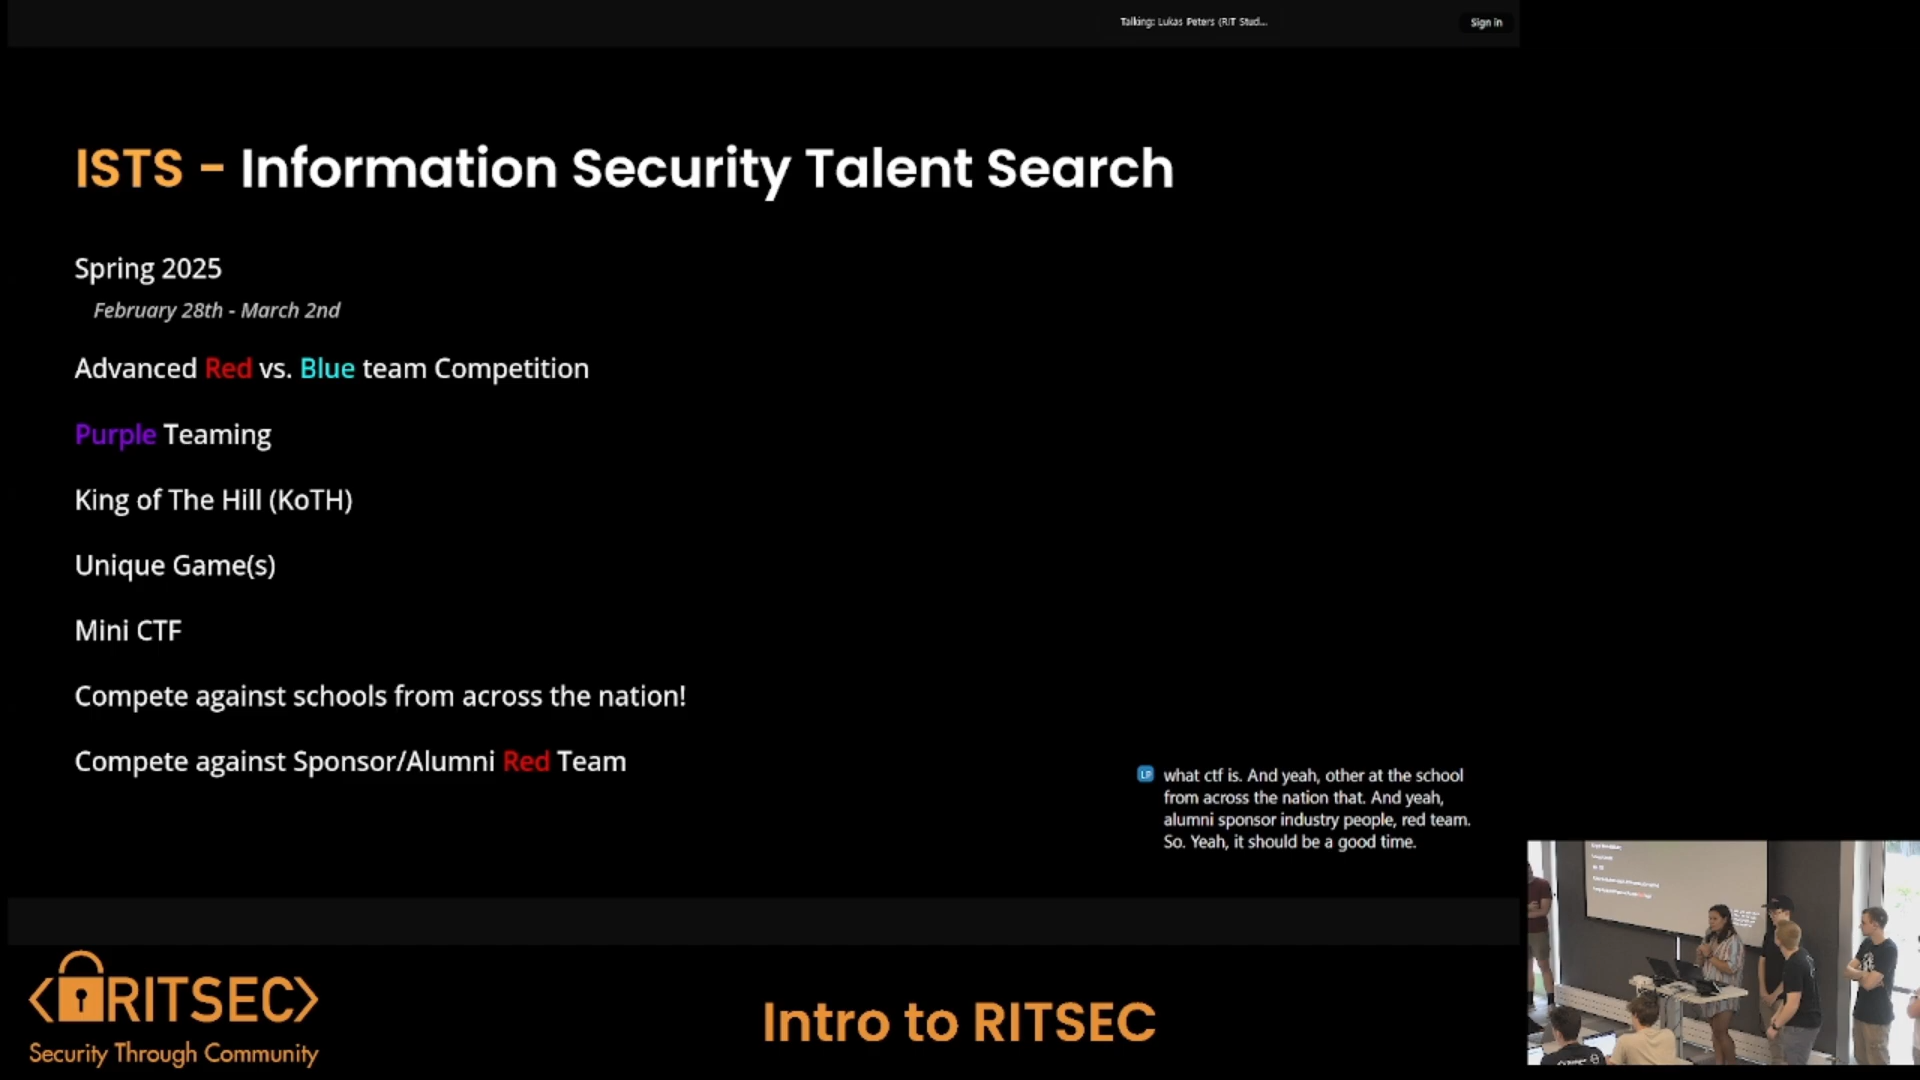 Talking: Lukas Peters (RIT Stud...
Sign in
ISTS - Information Security Talent Search
Spring 2025
February 28th - March 2nd
Advanced Red vs. Blue team Competition
Purple Teaming
King of The Hill (KoTH)
Unique Game(s)
Mini CTF
Compete against schools from across the nation!
Compete against Sponsor/Alumni Red Team
LP
what ctf is. And yeah, other at the school
from across the nation that. And yeah,
alumni sponsor industry people, red team.
So. Yeah, it should be a good time.
<RITSEC>
Security Through Community
Intro to RITSEC